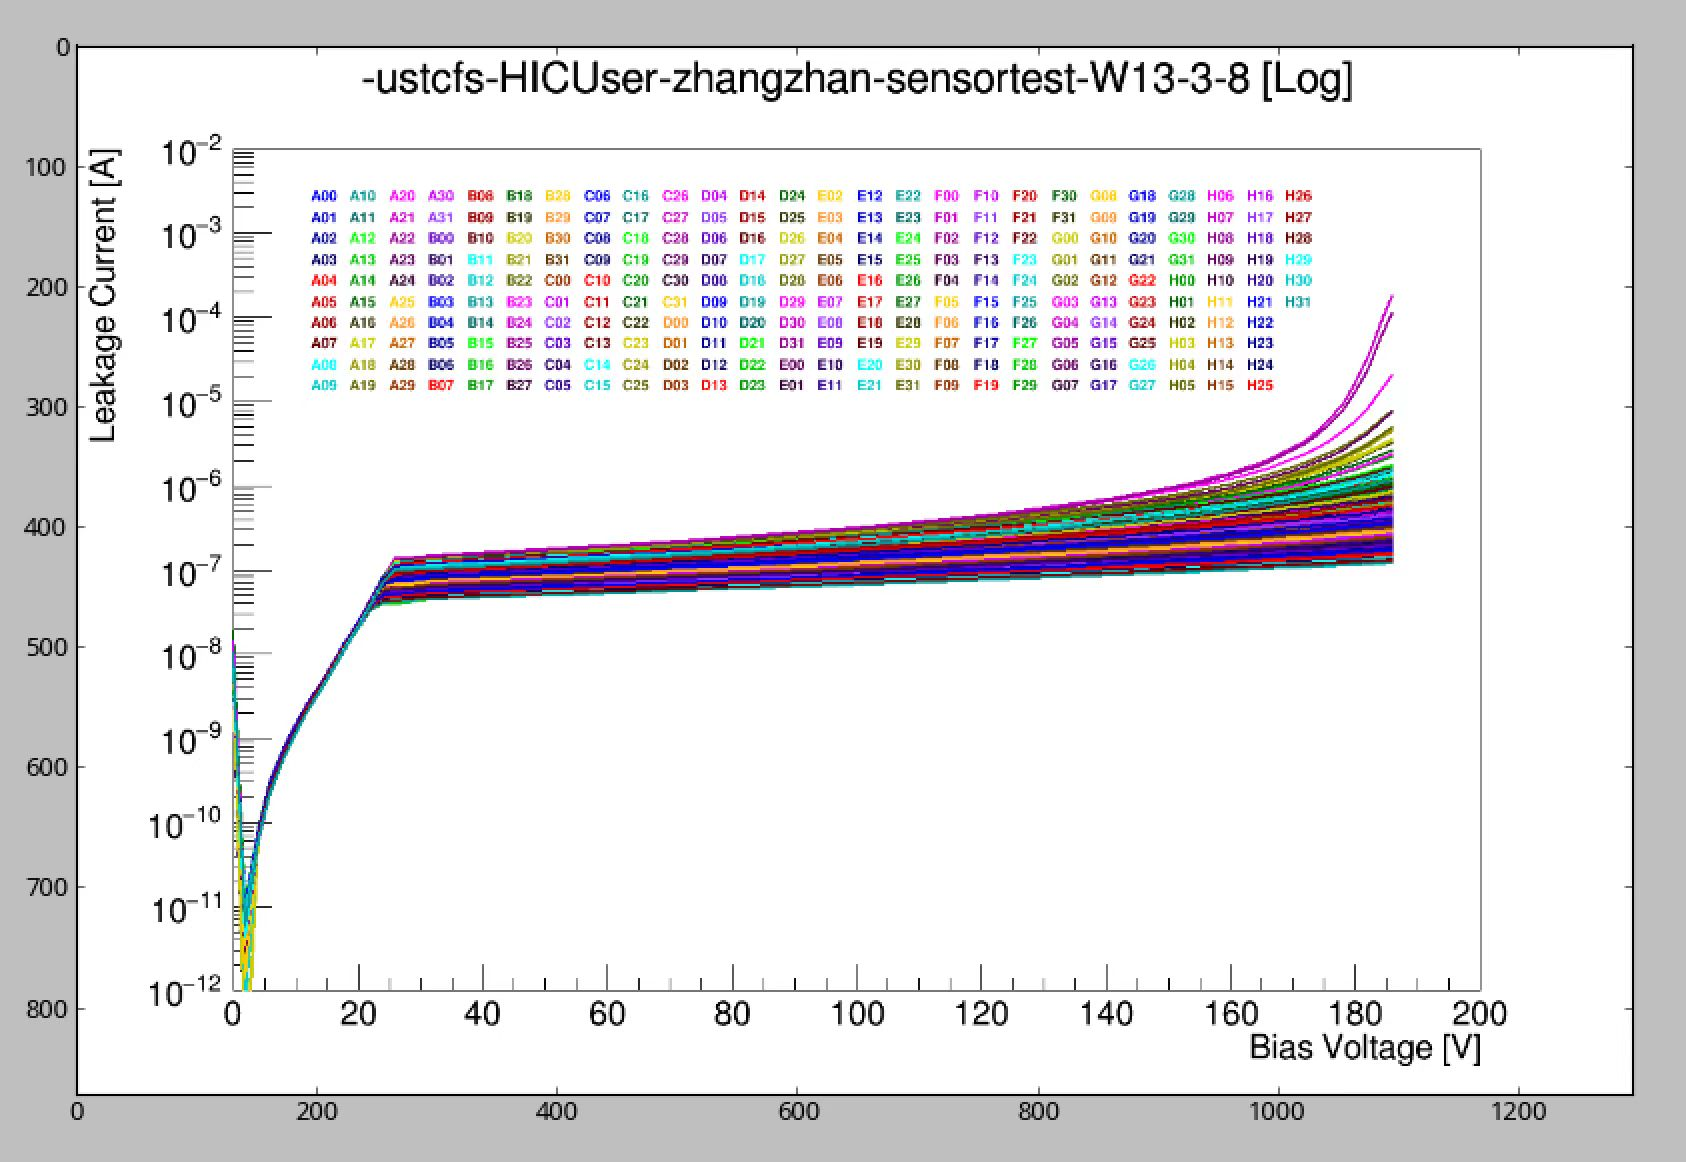 -ustcfs-HICUser-zhangzhan-sensortest-W13-3-8 [Log]
Leakage Current [A]
10−2
10−3
10−4
10−5
10−6
10−7
10−8
10−9
10−10
10−11
10−12
A00 A10 A20 A30 B08 B18 B28 C06 C16 C26 D04 D14 D24 E02 E12 E22 F00 F10 F20 F30 G08 G18 G28 H06 H16 H26
A01 A11 A21 A31 B09 B19 B29 C07 C17 C27 D05 D15 D25 E03 E13 E23 F01 F11 F21 F31 G09 G19 G29 H07 H17 H27
A02 A12 A22 B00 B10 B20 B30 C08 C18 C28 D06 D16 D26 E04 E14 E24 F02 F12 F22 G00 G10 G20 G30 H08 H18 H28
A03 A13 A23 B01 B11 B21 B31 C09 C19 C29 D07 D17 D27 E05 E15 E25 F03 F13 F23 G01 G11 G21 G31 H09 H19 H29
A04 A14 A24 B02 B12 B22 C00 C10 C20 C30 D08 D18 D28 E06 E16 E26 F04 F14 F24 G02 G12 G22 H00 H10 H20 H30
A05 A15 A25 B03 B13 B23 C01 C11 C21 C31 D09 D19 D29 E07 E17 E27 F05 F15 F25 G03 G13 G23 H01 H11 H21 H31
A06 A16 A26 B04 B14 B24 C02 C12 C22 D00 D10 D20 D30 E08 E18 E28 F06 F16 F26 G04 G14 G24 H02 H12 H22
A07 A17 A27 B05 B15 B25 C03 C13 C23 D01 D11 D21 D31 E09 E19 E29 F07 F17 F27 G05 G15 G25 H03 H13 H23
A08 A18 A28 B06 B16 B26 C04 C14 C24 D02 D12 D22 E00 E10 E20 E30 F08 F18 F28 G06 G16 G26 H04 H14 H24
A09 A19 A29 B07 B17 B27 C05 C15 C25 D03 D13 D23 E01 E11 E21 E31 F09 F19 F29 G07 G17 G27 H05 H15 H25
0 20 40 60 80 100 120 140 160 180 200
Bias Voltage [V]
0
100
200
300
400
500
600
700
800
0 200 400 600 800 1000 1200